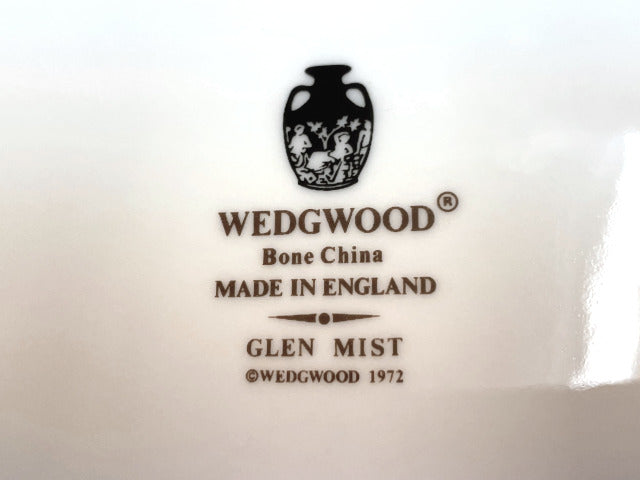 WEDGWOOD®
Bone China
MADE IN ENGLAND
GLEN MIST
©WEDGWOOD 1972